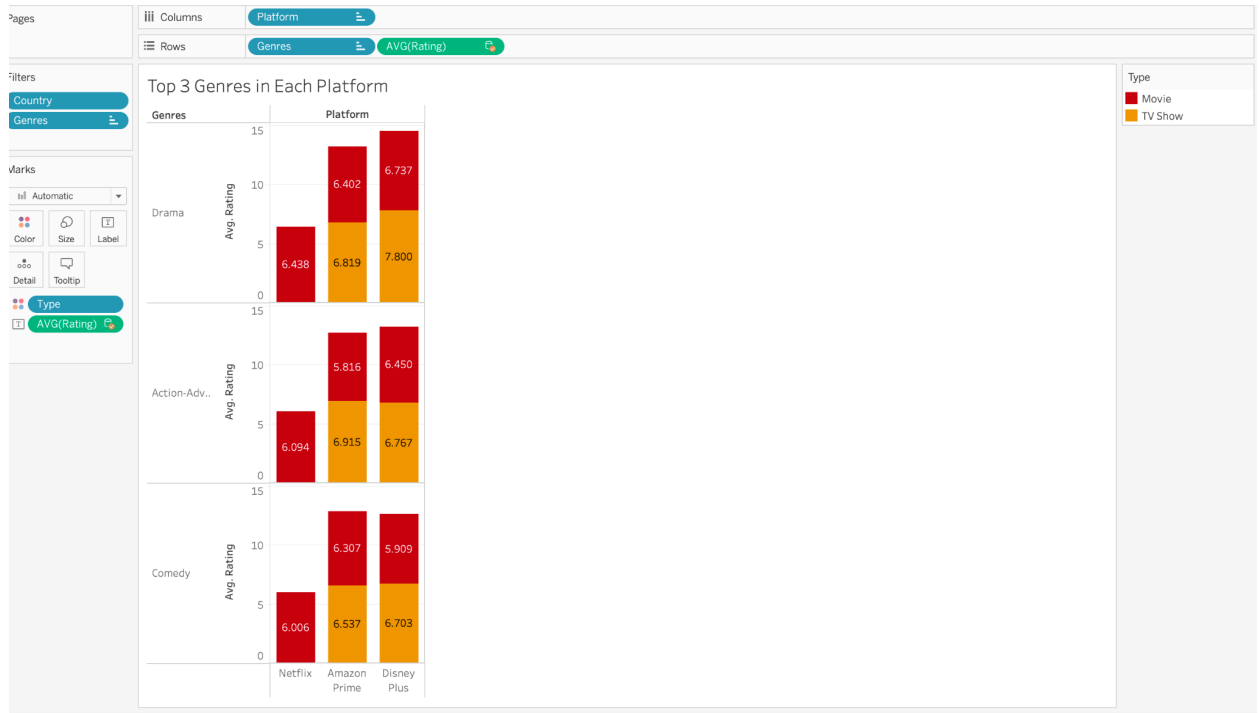 Pages
Columns
Platform
Rows
Genres
AVG(Rating)
Filters
Country
Genres
Marks
Automatic
Color
Size
Label
Detail
Tooltip
Type
AVG(Rating)
Top 3 Genres in Each Platform
Genres
Platform
15
10
5
0
Avg. Rating
Drama
6.438
6.402
6.819
6.737
7.800
15
10
5
0
Avg. Rating
Action-Adv..
6.094
5.816
6.915
6.450
6.767
15
10
5
0
Avg. Rating
Comedy
6.006
6.307
6.537
5.909
6.703
Netflix
Amazon
Prime
Disney
Plus
Type
Movie
TV Show